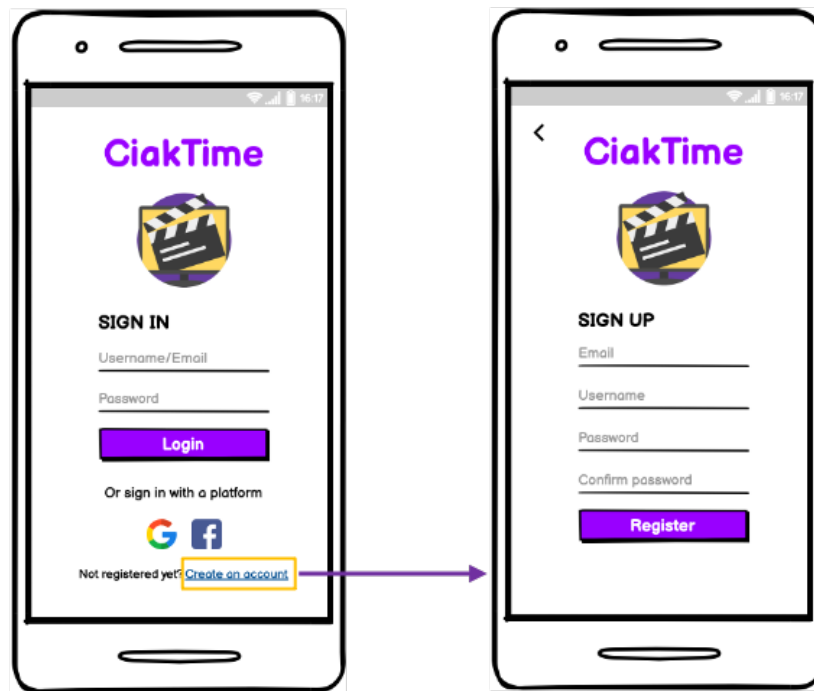 16:17
CiakTime
SIGN IN
Username/Email
Password
Login
Or sign in with a platform
Not registered yet? Create an account
16:17
CiakTime
SIGN UP
Email
Username
Password
Confirm password
Register